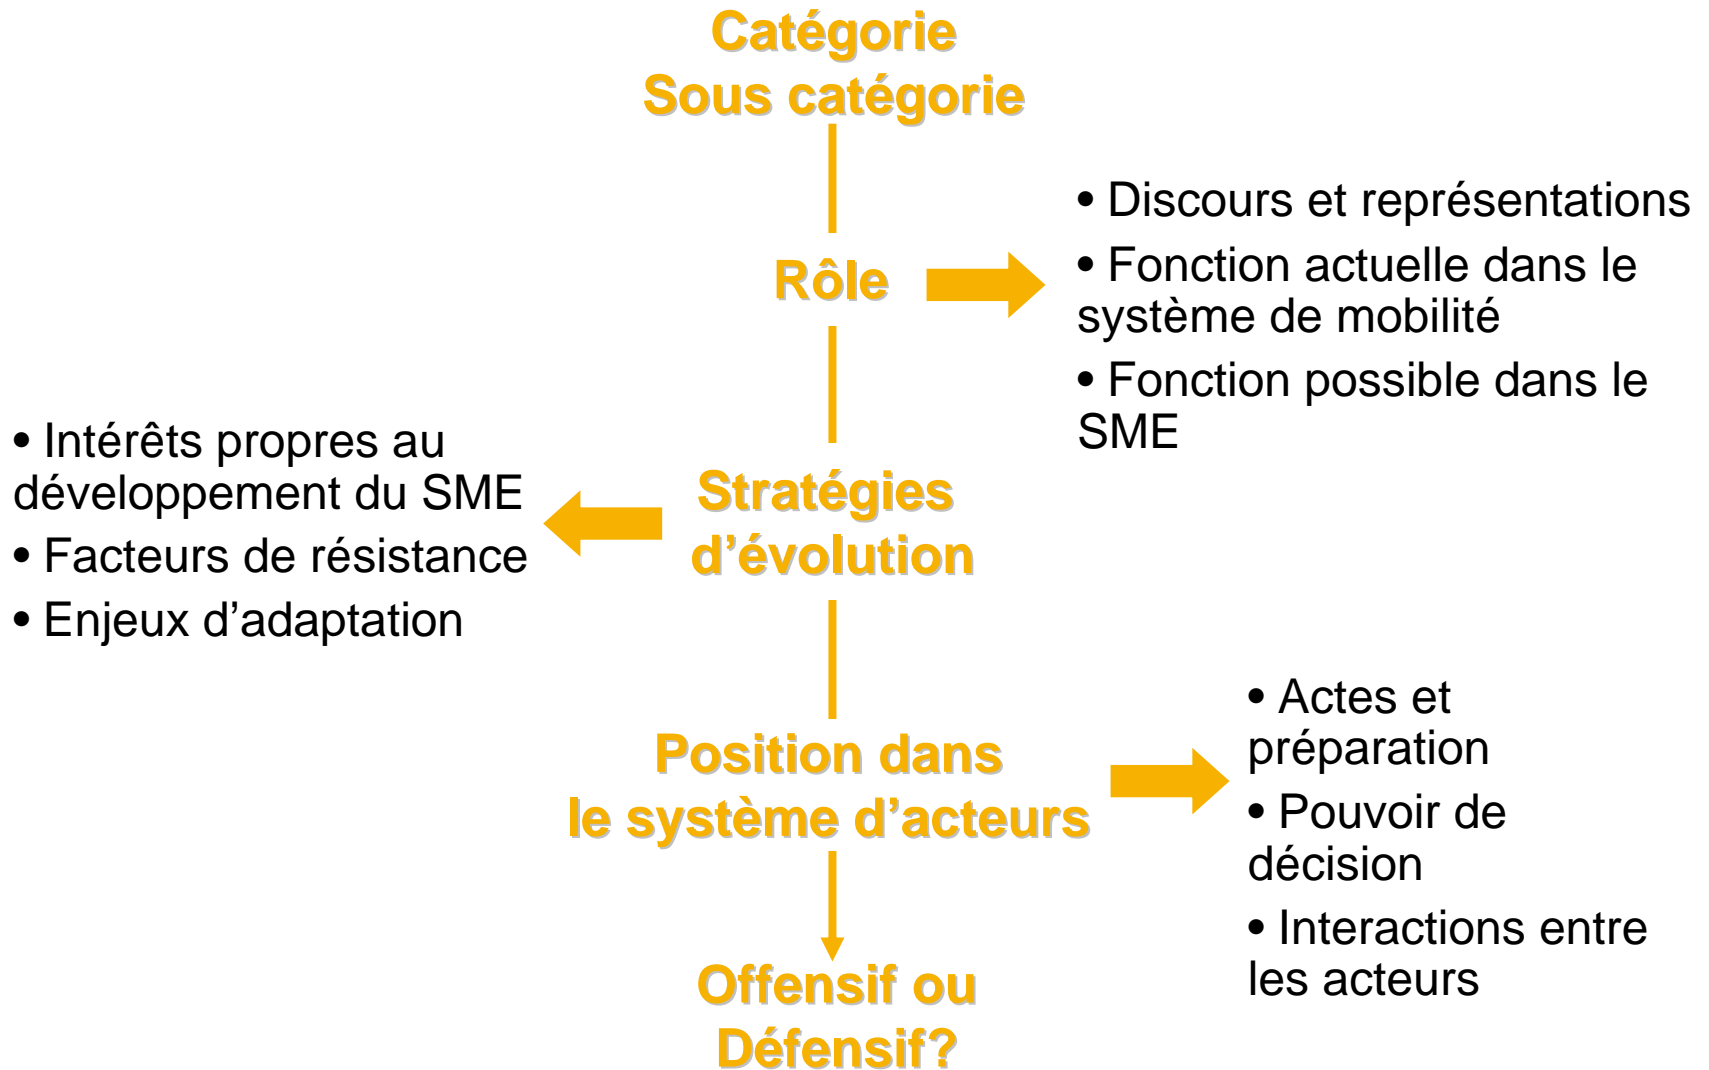 Catégorie
Sous catégorie
Rôle
• Discours et représentations
• Fonction actuelle dans le
système de mobilité
• Fonction possible dans le
SME
• Intérêts propres au
développement du SME
• Facteurs de résistance
• Enjeux d’adaptation
Stratégies
d’évolution
Position dans
le système d’acteurs
• Actes et
préparation
• Pouvoir de
décision
• Interactions entre
les acteurs
Offensif ou
Défensif?